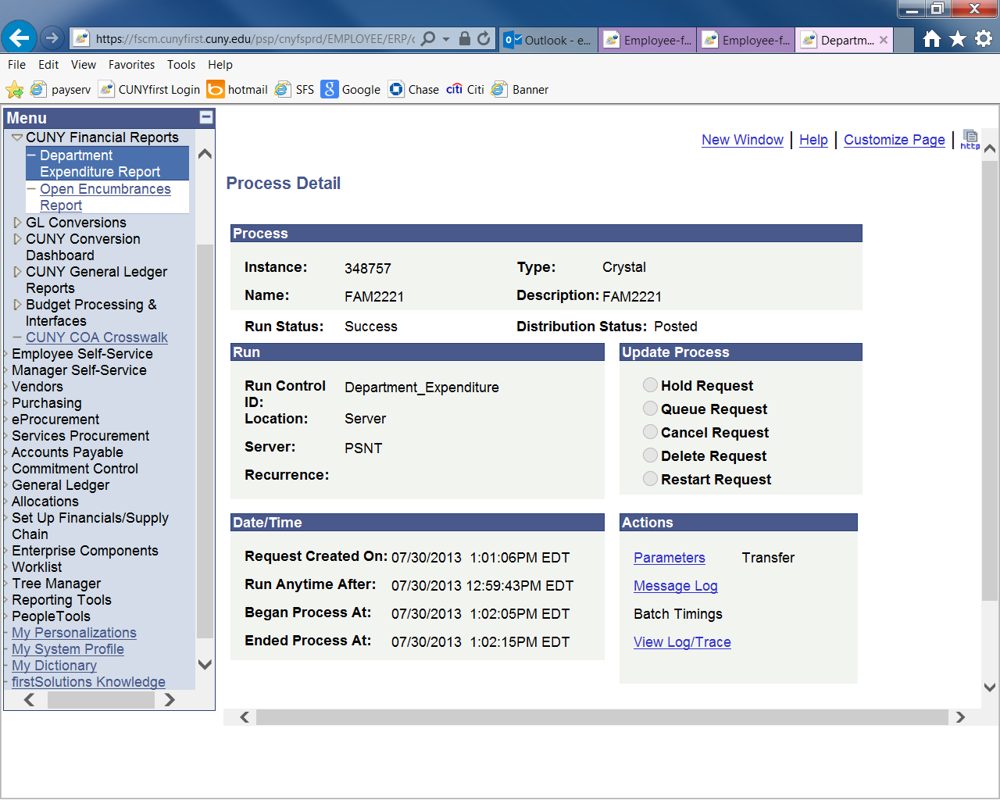 https://fscm.cunyfirst.cuny.edu/psp/cnyfsprd/EMPLOYEE/ERP/c
Outlook - e...
Employee-f...
Employee-f...
Departm...
File Edit View Favorites Tools Help
payserv
CUNYfirst Login
hotmail
SFS
Google
Chase
citi Citi
Banner
Menu
CUNY Financial Reports
Department
Expenditure Report
Open Encumbrances
Report
GL Conversions
CUNY Conversion
Dashboard
CUNY General Ledger
Reports
Budget Processing &
Interfaces
CUNY COA Crosswalk
Employee Self-Service
Manager Self-Service
Vendors
Purchasing
eProcurement
Services Procurement
Accounts Payable
Commitment Control
General Ledger
Allocations
Set Up Financials/Supply
Chain
Enterprise Components
Worklist
Tree Manager
Reporting Tools
PeopleTools
My Personalizations
My System Profile
My Dictionary
firstSolutions Knowledge
New Window | Help | Customize Page | http
Process Detail
Process
Instance: 348757 Type: Crystal
Name: FAM2221 Description: FAM2221
Run Status: Success Distribution Status: Posted
Run
Run Control
ID:
Department_Expenditure
Location: Server
Server: PSNT
Recurrence:
Update Process
Hold Request
Queue Request
Cancel Request
Delete Request
Restart Request
Date/Time
Request Created On: 07/30/2013 1:01:06PM EDT
Run Anytime After: 07/30/2013 12:59:43PM EDT
Began Process At: 07/30/2013 1:02:05PM EDT
Ended Process At: 07/30/2013 1:02:15PM EDT
Actions
Parameters Transfer
Message Log
Batch Timings
View Log/Trace